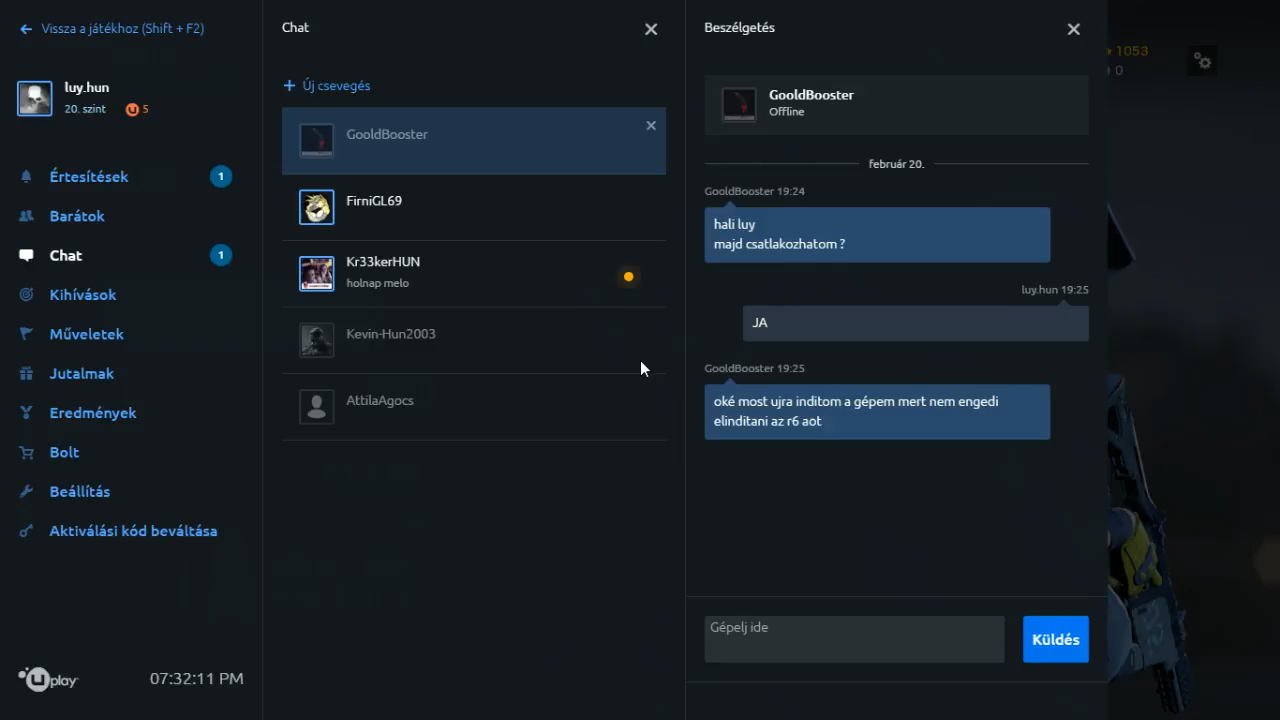 Vissza a játékhoz (Shift + F2)
luy.hun
20. szint
5
Értesítések
1
Barátok
Chat
1
Kihívások
Műveletek
Jutalmak
Eredmények
Bolt
Beállítás
Aktiválási kód beváltása
uplay
07:32:11 PM
Chat
Új csevegés
GooldBooster
FirniGL69
Kr33kerHUN
holnap melo
Kevin-Hun2003
AttilaAgocs
Beszélgetés
GooldBooster
Offline
február 20.
GooldBooster 19:24
hali luy
majd csatlakozhatom ?
luy.hun 19:25
JA
GooldBooster 19:25
oké most ujra inditom a gépem mert nem engedi
elinditani az r6 aot
Gépelj ide
Küldés
1053
0